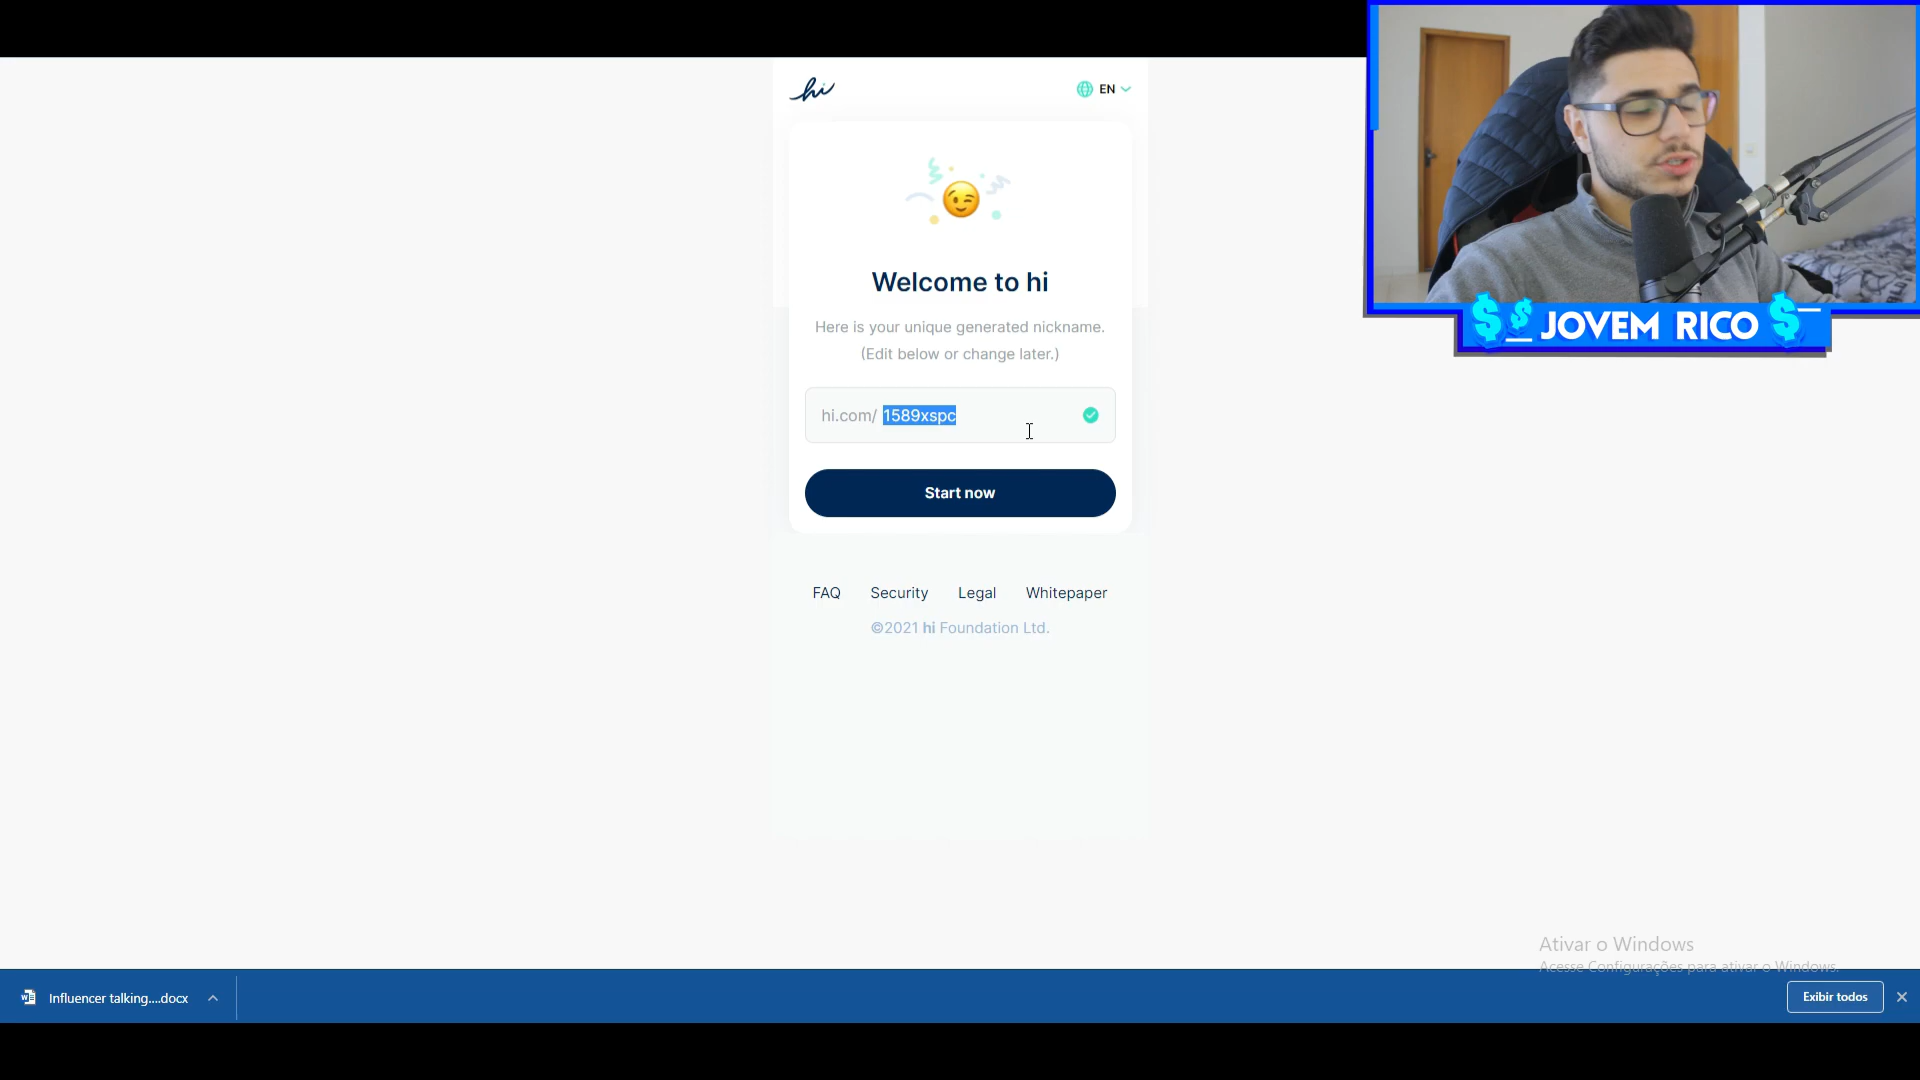 hi
EN
Welcome to hi
Here is your unique generated nickname.
(Edit below or change later.)
hi.com/ 1589xspc
Start now
FAQ Security Legal Whitepaper
©2021 hi Foundation Ltd.
$ $ JOVEM RICO $
Ativar o Windows
Acesse Configurações para ativar o Windows.
Influencer talking....docx
Exibir todos